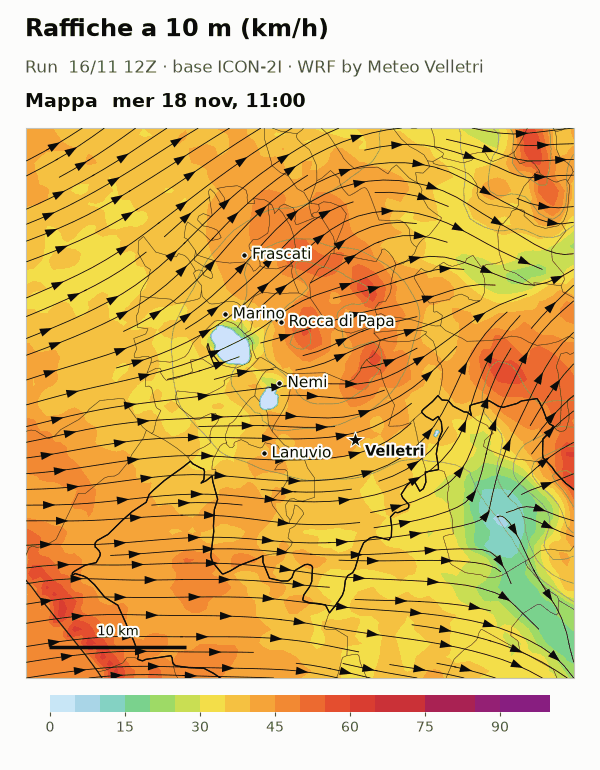 Raffiche a 10 m (km/h)
Run  16/11 12Z · base ICON-2I · WRF by Meteo Velletri
Mappa  mer 18 nov, 11:00
Frascati
Marino
Rocca di Papa
Nemi
Velletri
Lanuvio
10 km
0 15 30 45 60 75 90